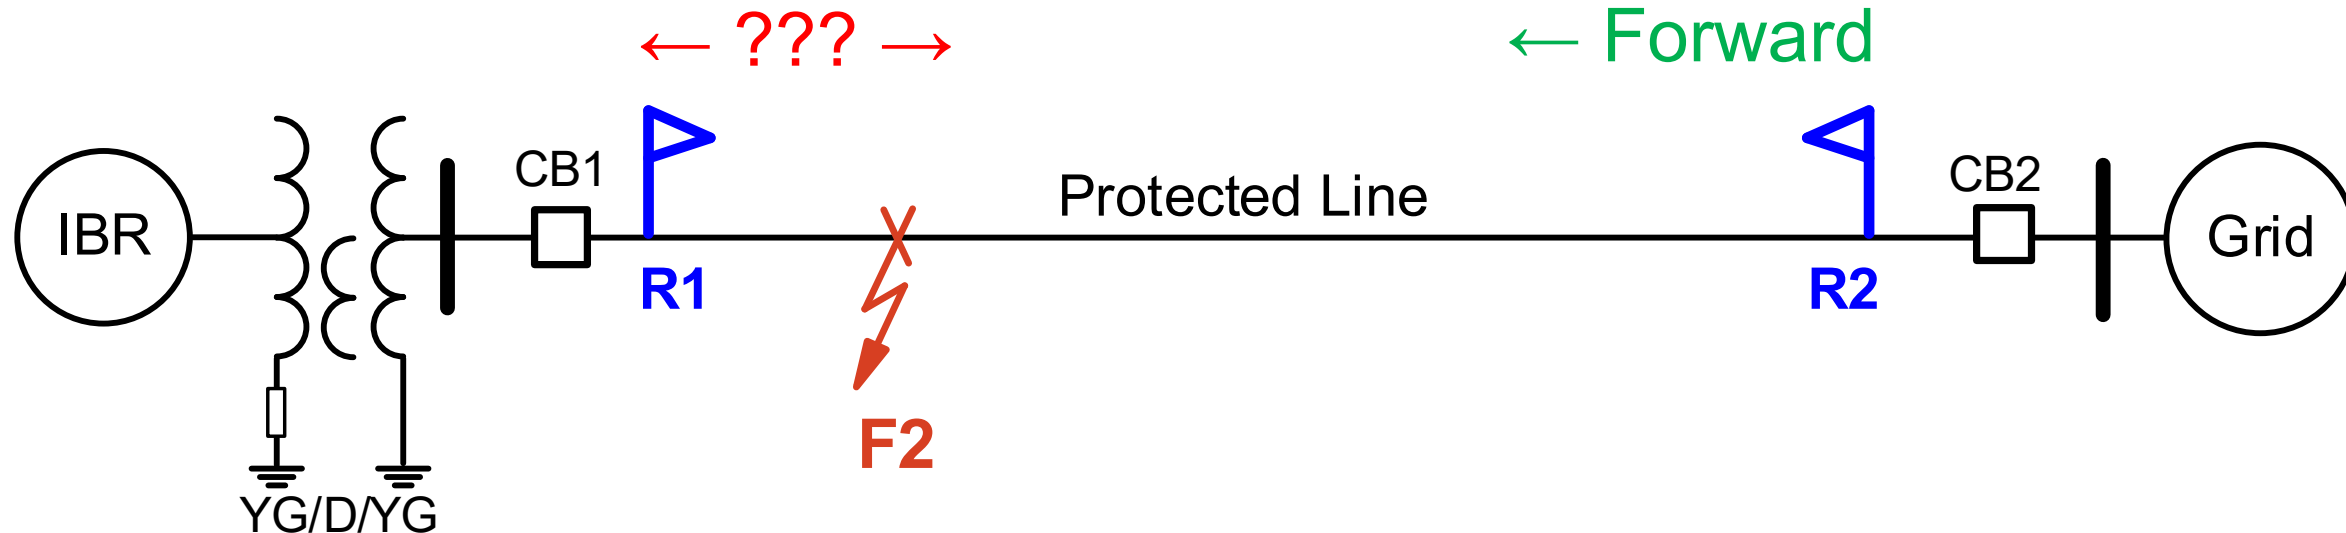 ← ??? →
← Forward
CB1
CB2
IBR
Protected Line
Grid
R1
R2
F2
YG/D/YG